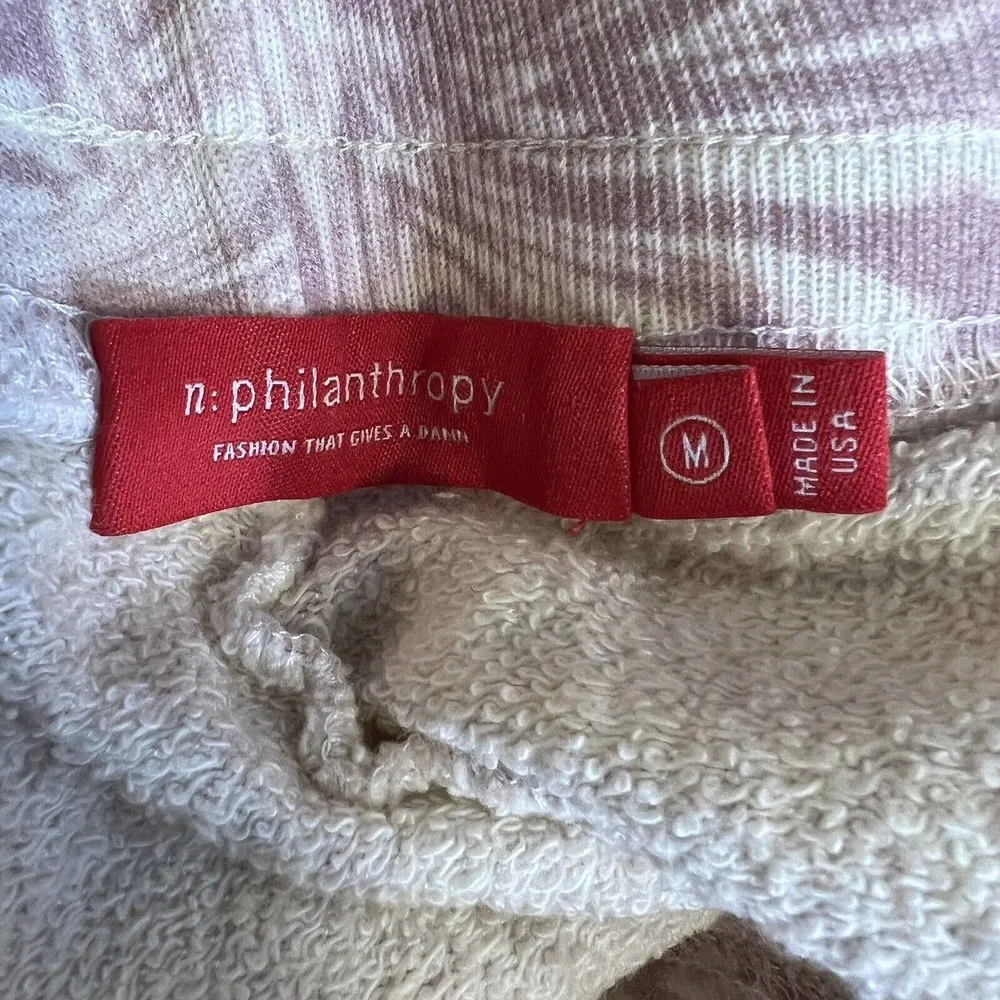 n:philanthropy
FASHION THAT GIVES A DAMN
M
MADE IN
USA